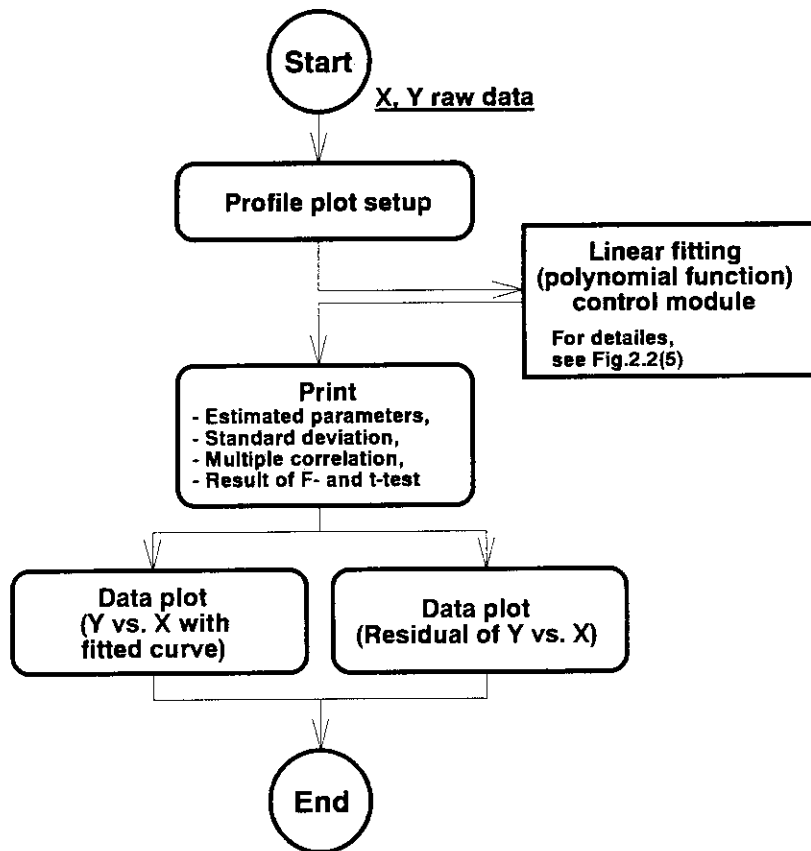 Start
X, Y raw data
Profile plot setup
Linear fitting
(polynomial function)
control module
For detailes,
see Fig.2.2(5)
Print
- Estimated parameters,
- Standard deviation,
- Multiple correlation,
- Result of F- and t-test
Data plot
(Y vs. X with
fitted curve)
Data plot
(Residual of Y vs. X)
End